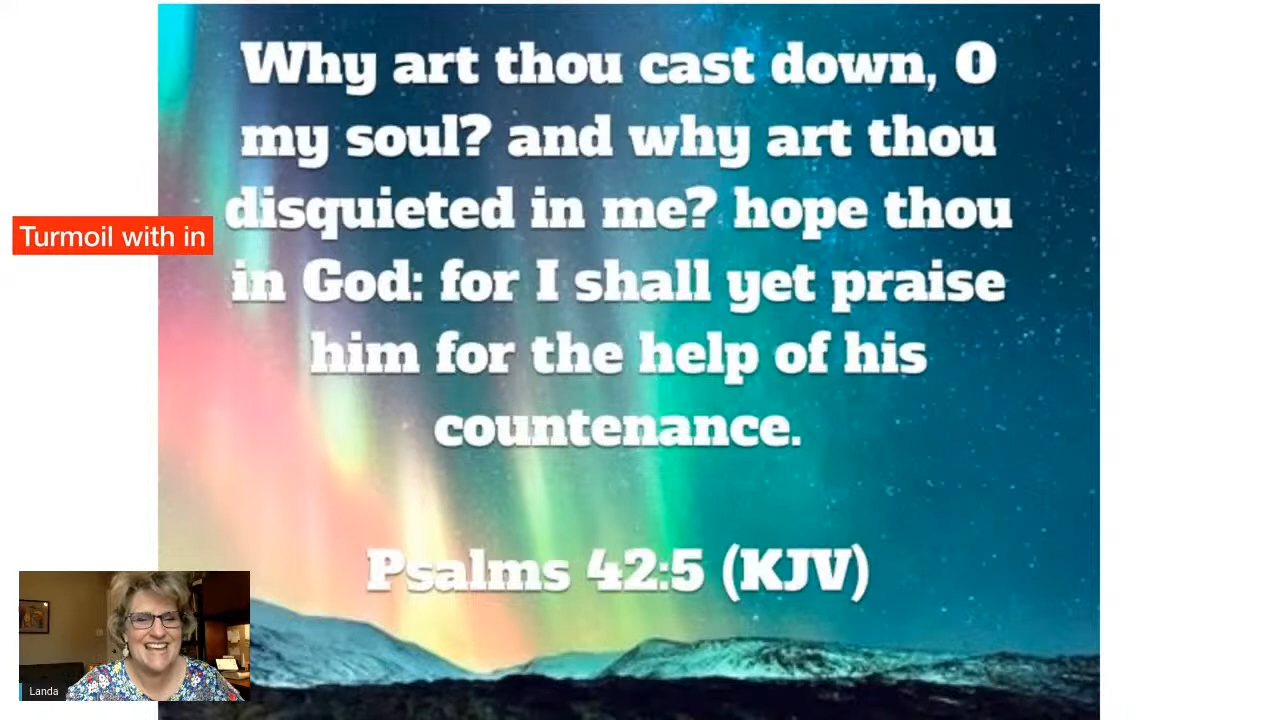 Why art thou cast down, O
my soul? and why art thou
disquieted in me? hope thou
in God: for I shall yet praise
him for the help of his
countenance.
Psalms 42:5 (KJV)
Turmoil with in
Landa